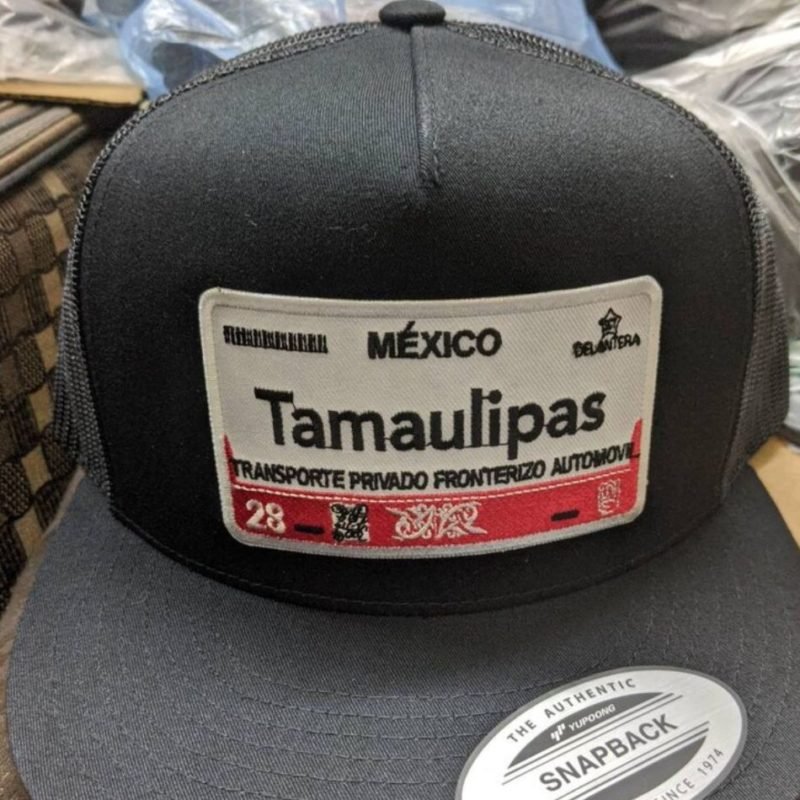 MÉXICO
DELANTERA
Tamaulipas
TRANSPORTE PRIVADO FRONTERIZO AUTOMOVIL
28
THE AUTHENTIC
YUPOONG
SNAPBACK
SINCE 1974